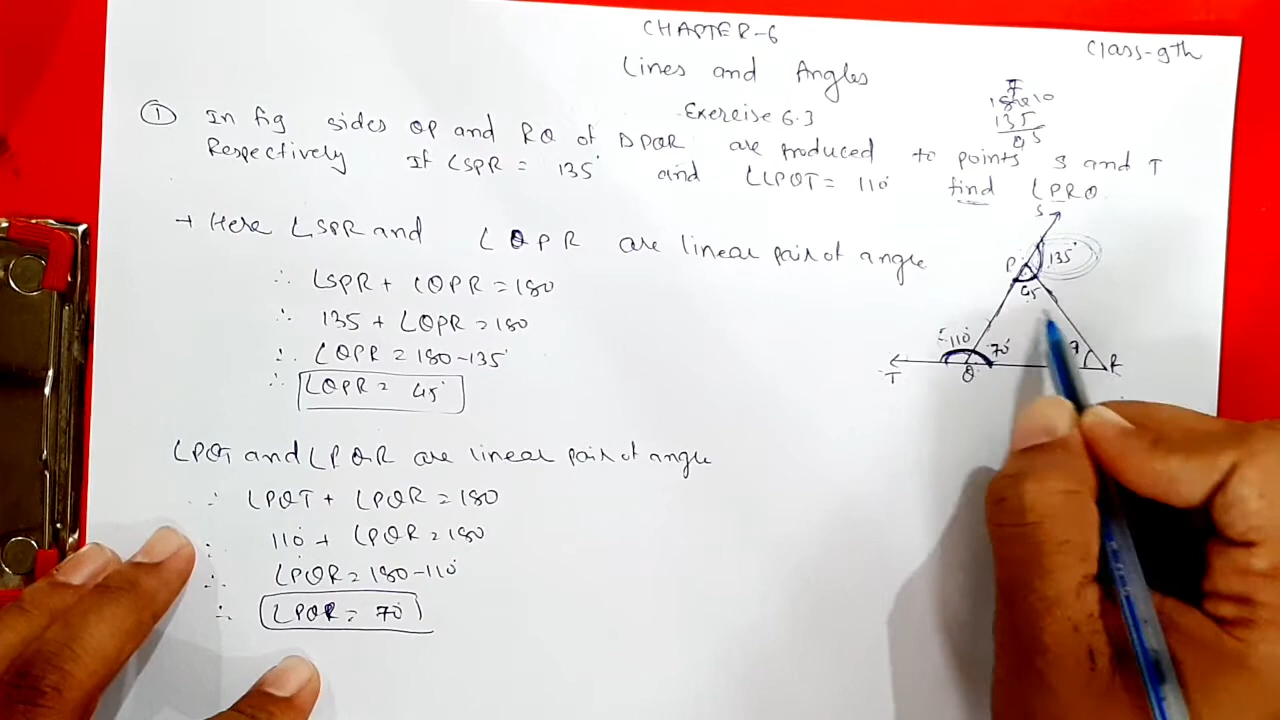 CHAPTER-6
Class-9th
Lines and Angles
Exercise 6.3
① In fig sides QP and RQ of ΔPQR are produced to points S and T
Respectively If ∠SPR = 135° and ∠LPQT = 110° find ∠PRQ.
135
→ Here ∠SPR and ∠QPR are linear pair of angle
∴ ∠SPR + ∠QPR = 180
∴ 135 + ∠QPR = 180
∴ ∠QPR = 180-135°
∴ ∠QPR = 45°
∠PQT and ∠PQR are linear pair of angle
∴ ∠PQT + ∠PQR = 180
∴ 110° + ∠PQR = 180
∴ ∠PQR = 180-110°
∴ ∠PQR = 70°
S
P 135°
45
110° 70° ?
T Q R